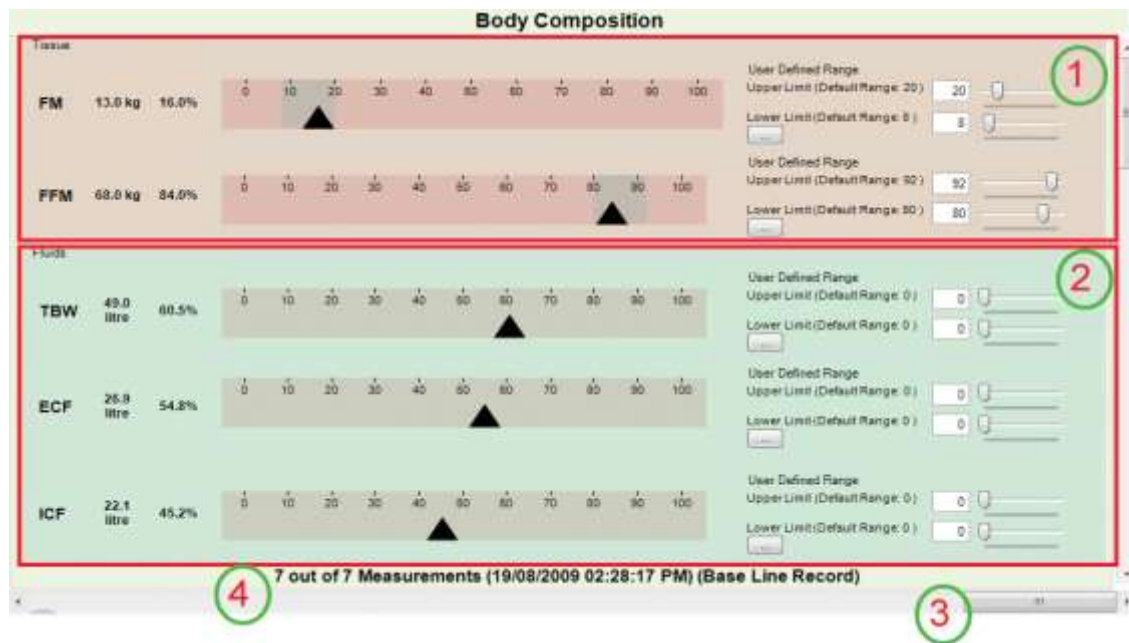 Body Composition
Tissue
1
FM 13.0 kg 16.0%
0 10 20 30 40 50 60 70 80 90 100
User Defined Range
Upper Limit (Default Range: 20 ) 20
Lower Limit (Default Range: 8 ) 8
...
FFM 68.0 kg 84.0%
0 10 20 30 40 50 60 70 80 90 100
User Defined Range
Upper Limit (Default Range: 92 ) 92
Lower Limit (Default Range: 80 ) 80
...
Fluids
2
TBW 49.0 litre 60.5%
0 10 20 30 40 50 60 70 80 90 100
User Defined Range
Upper Limit (Default Range: 0 ) 0
Lower Limit (Default Range: 0 ) 0
...
ECF 26.9 litre 54.8%
0 10 20 30 40 50 60 70 80 90 100
User Defined Range
Upper Limit (Default Range: 0 ) 0
Lower Limit (Default Range: 0 ) 0
...
ICF 22.1 litre 45.2%
0 10 20 30 40 50 60 70 80 90 100
User Defined Range
Upper Limit (Default Range: 0 ) 0
Lower Limit (Default Range: 0 ) 0
...
7 out of 7 Measurements (19/08/2009 02:28:17 PM) (Base Line Record)
4
3